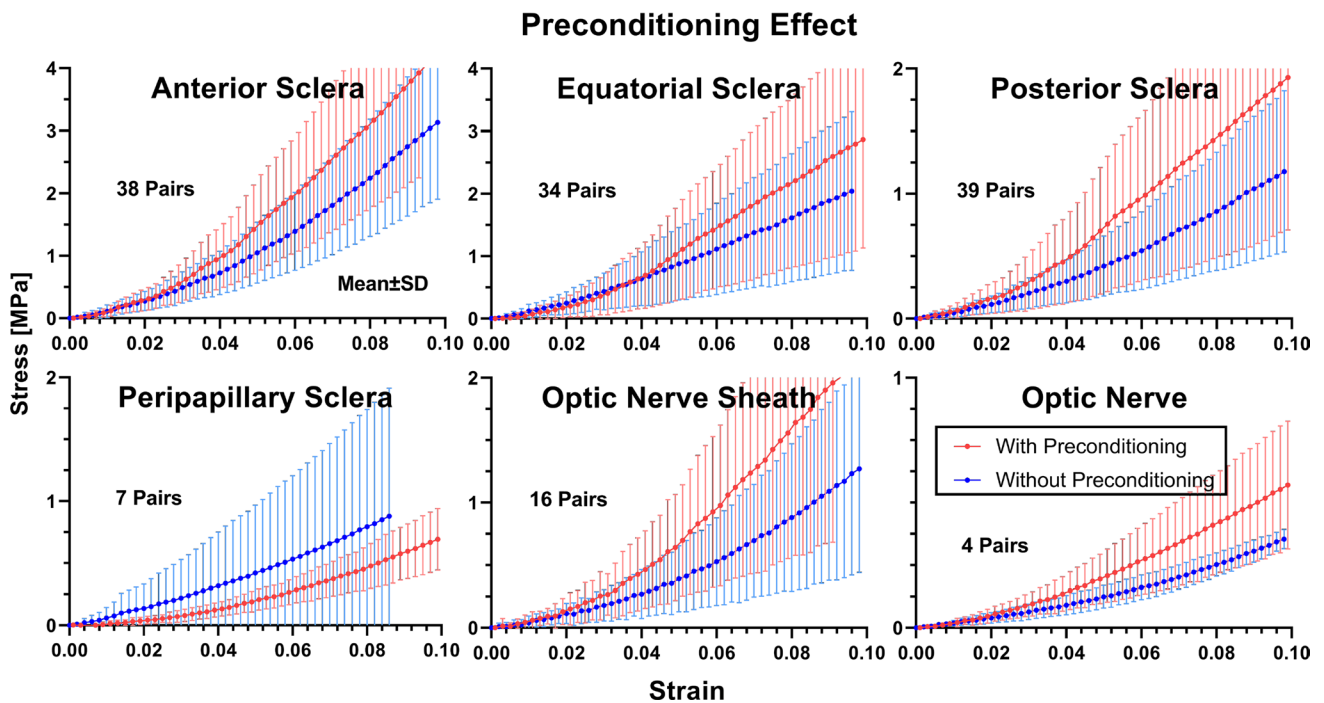 Preconditioning Effect
Stress [MPa]
Anterior Sclera
38 Pairs
Mean±SD
4
3
2
1
0
0.00 0.02 0.04 0.06 0.08 0.10
Equatorial Sclera
34 Pairs
4
3
2
1
0
0.00 0.02 0.04 0.06 0.08 0.10
Posterior Sclera
39 Pairs
2
1
0
0.00 0.02 0.04 0.06 0.08 0.10
Peripapillary Sclera
7 Pairs
2
1
0
0.00 0.02 0.04 0.06 0.08 0.10
Optic Nerve Sheath
16 Pairs
2
1
0
0.00 0.02 0.04 0.06 0.08 0.10
Optic Nerve
With Preconditioning
Without Preconditioning
4 Pairs
1
0
0.00 0.02 0.04 0.06 0.08 0.10
Strain